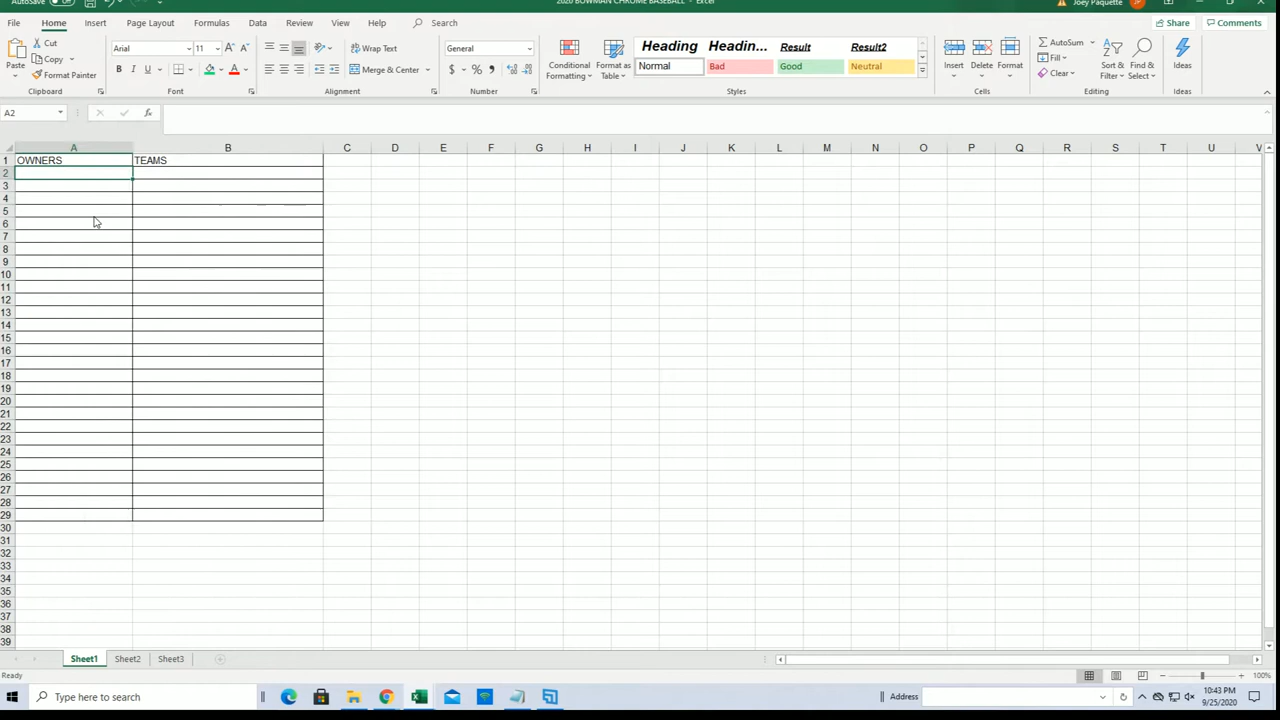 AutoSave
2020 BOWMAN CHROME BASEBALL - Excel
Joey Paquette
JP
File Home Insert Page Layout Formulas Data Review View Help Search
Share Comments
Paste
Cut
Copy
Format Painter
Clipboard
Arial 11
B I U
Font
Wrap Text
Merge & Center
Alignment
General
$ % 9
Number
Conditional Formatting
Format as Table
Heading Headin... Result Result2
Normal Bad Good Neutral
Styles
Insert Delete Format
Cells
AutoSum
Fill
Clear
Sort & Filter
Find & Select
Editing
Ideas
Ideas
A2
fx
A B C D E F G H I J K L M N O P Q R S T U V
1 OWNERS TEAMS
2
3
4
5
6
7
8
9
10
11
12
13
14
15
16
17
18
19
20
21
22
23
24
25
26
27
28
29
30
31
32
33
34
35
36
37
38
39
Sheet1 Sheet2 Sheet3
Ready
100%
Type here to search
Address
10:43 PM
9/25/2020